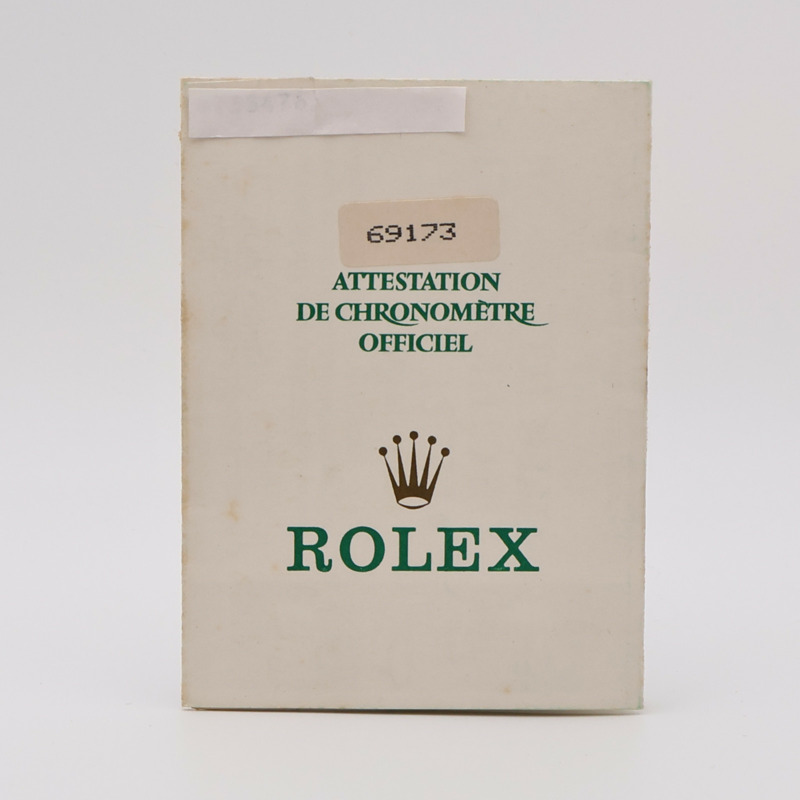 69173
ATTESTATION
DE CHRONOMÈTRE
OFFICIEL
ROLEX